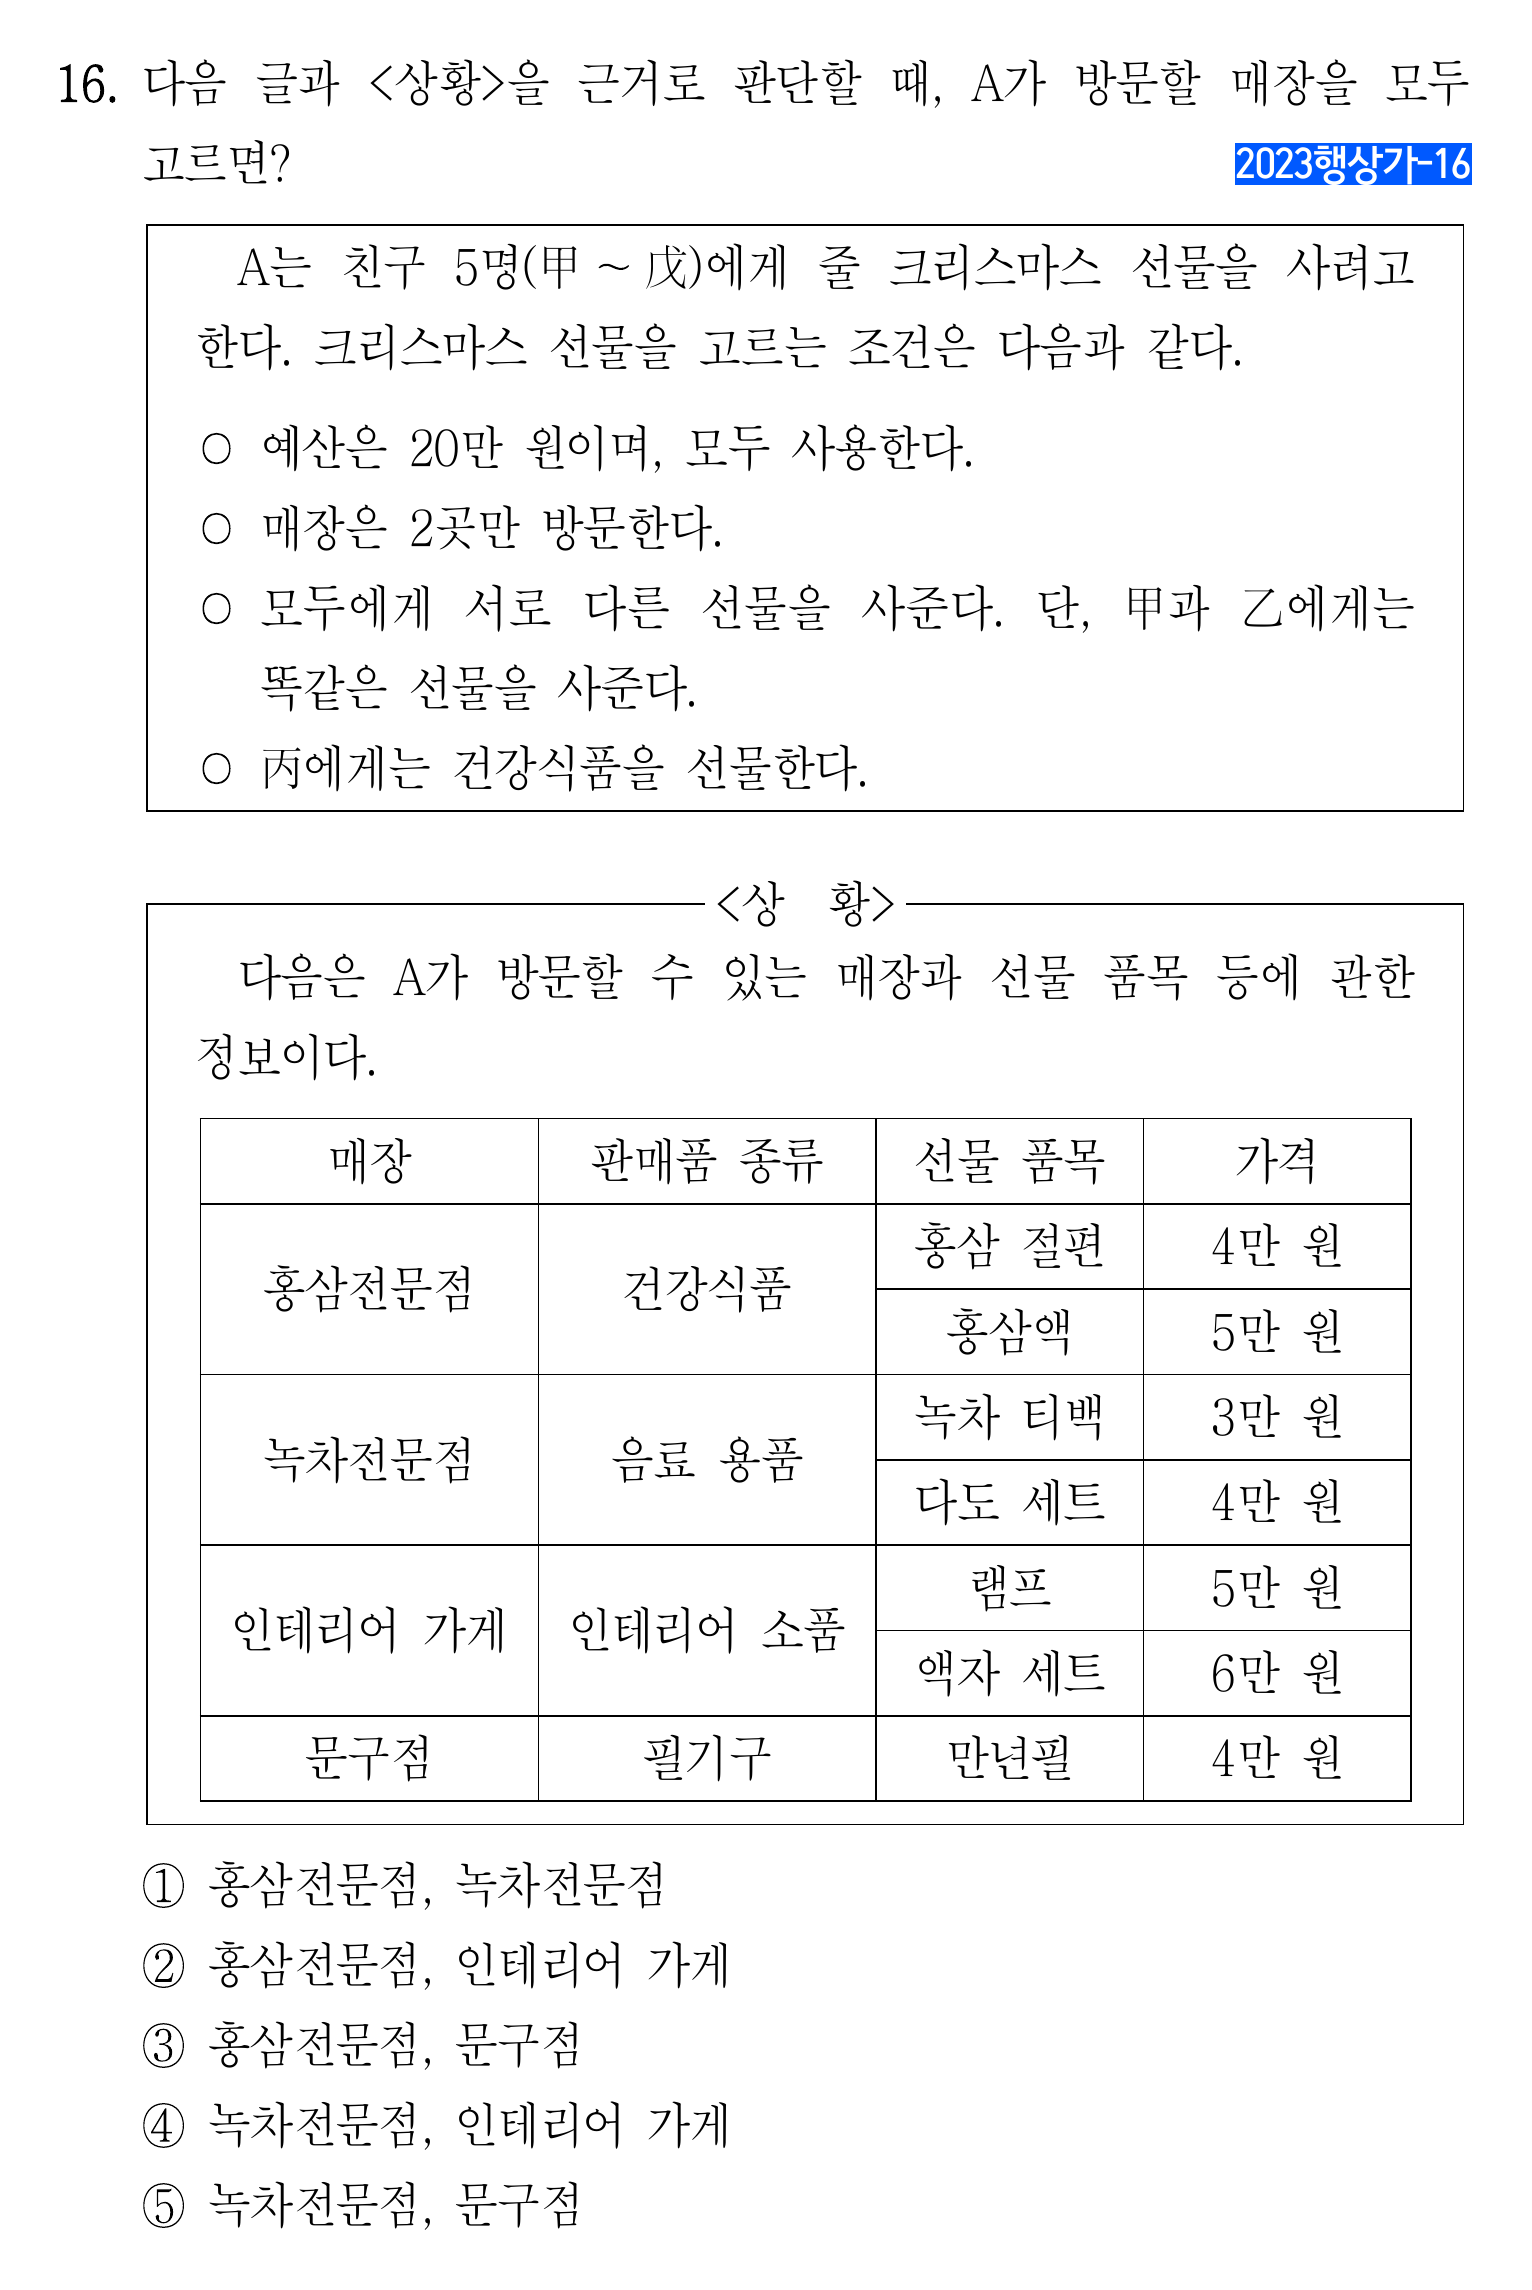 16. 다음 글과 <상황>을 근거로 판단할 때, A가 방문할 매장을 모두
고르면?
2023행상가-16
A는 친구 5명(甲 ~ 戊)에게 줄 크리스마스 선물을 사려고
한다. 크리스마스 선물을 고르는 조건은 다음과 같다.
○ 예산은 20만 원이며, 모두 사용한다.
○ 매장은 2곳만 방문한다.
○ 모두에게 서로 다른 선물을 사준다. 단, 甲과 乙에게는
똑같은 선물을 사준다.
○ 丙에게는 건강식품을 선물한다.
<상 황>
다음은 A가 방문할 수 있는 매장과 선물 품목 등에 관한
정보이다.
매장 판매품 종류 선물 품목 가격
홍삼전문점 건강식품 홍삼 절편 4만 원
홍삼액 5만 원
녹차전문점 음료 용품 녹차 티백 3만 원
다도 세트 4만 원
인테리어 가게 인테리어 소품 램프 5만 원
액자 세트 6만 원
문구점 필기구 만년필 4만 원
① 홍삼전문점, 녹차전문점
② 홍삼전문점, 인테리어 가게
③ 홍삼전문점, 문구점
④ 녹차전문점, 인테리어 가게
⑤ 녹차전문점, 문구점